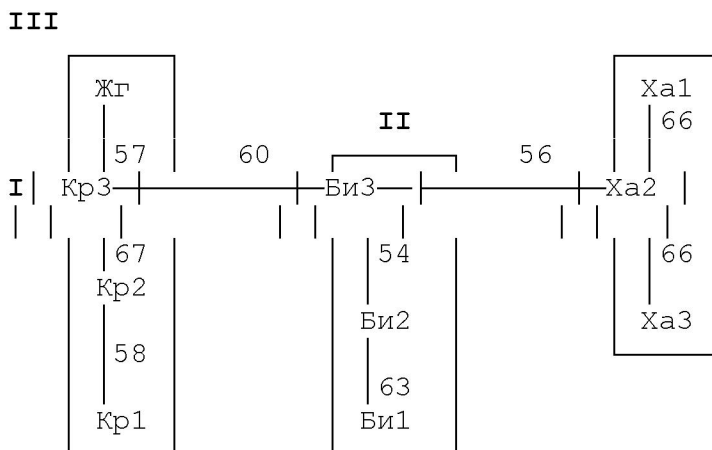 III
Жг Ха1
II 66
57 60 56
I Кр3 Би3 Ха2
67 54 66
Кр2
Би2 Ха3
58
63
Кр1 Би1